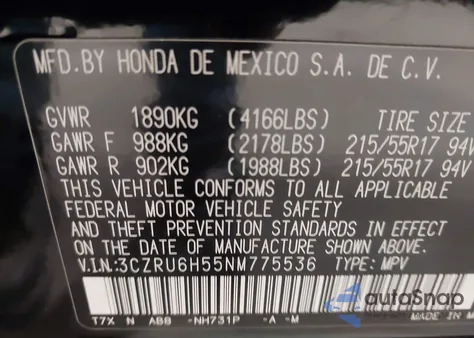 MFD.BY HONDA DE MEXICO S.A. DE C.V.
GVWR 1890KG (4166LBS) TIRE SIZE
GAWR F 988KG (2178LBS) 215/55R17 94V
GAWR R 902KG (1988LBS) 215/55R17 94V
THIS VEHICLE CONFORMS TO ALL APPLICABLE
FEDERAL MOTOR VEHICLE SAFETY
AND THEFT PREVENTION STANDARDS IN EFFECT
ON THE DATE OF MANUFACTURE SHOWN ABOVE.
V.I.N:3CZRU6H55NM775536 TYPE: MPV
T7X N ABB -NH731P -A -M
autoSnap